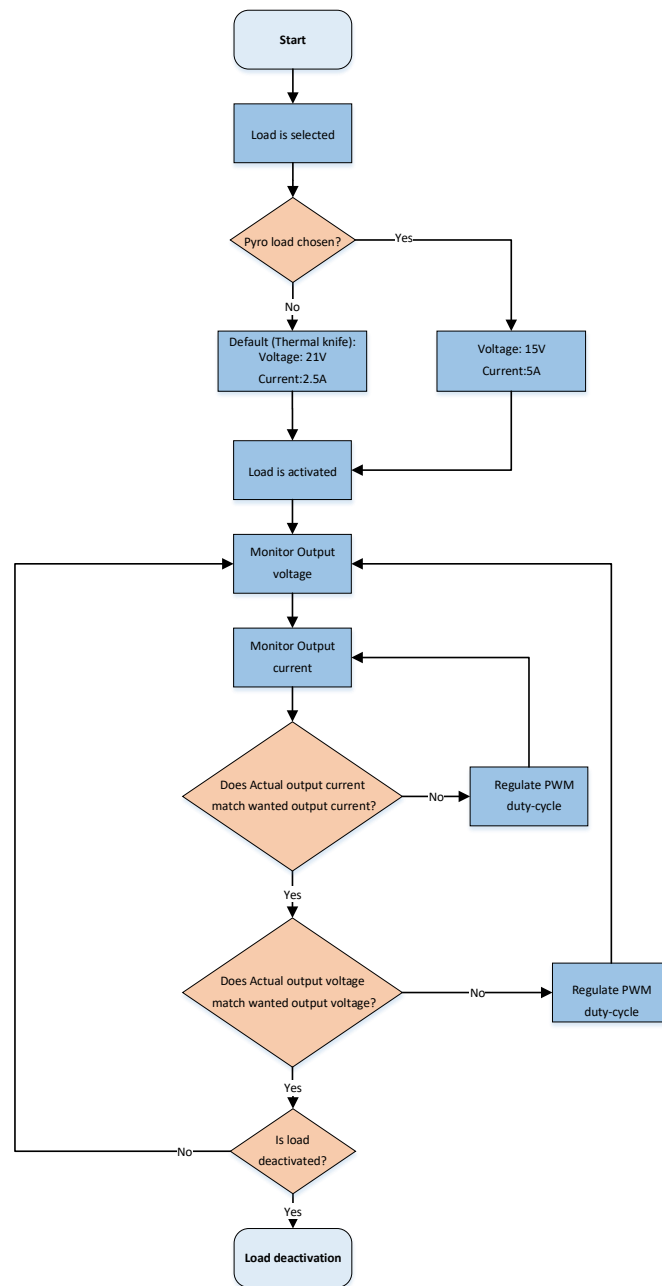 Start
Load is selected
Pyro load chosen?
Yes
No
Default (Thermal knife):
Voltage: 21V
Current:2.5A
Voltage: 15V
Current:5A
Load is activated
Monitor Output
voltage
Monitor Output
current
Does Actual output current
match wanted output current?
No
Regulate PWM
duty-cycle
Yes
Does Actual output voltage
match wanted output voltage?
No
Regulate PWM
duty-cycle
Yes
Is load
deactivated?
No
Yes
Load deactivation